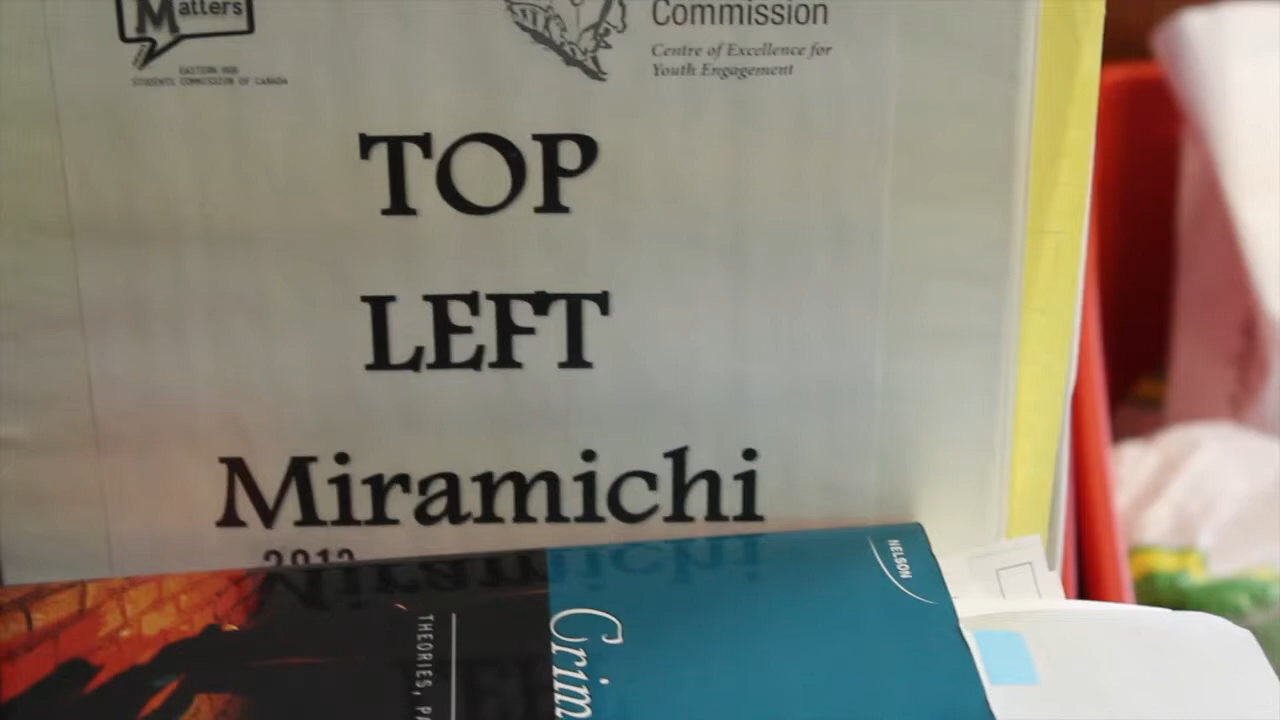 Matters
EASTERN HUB
STUDENTS COMMISSION OF CANADA
Commission
Centre of Excellence for
Youth Engagement
TOP
LEFT
Miramichi
2012
NELSON
THEORIES,
Crim